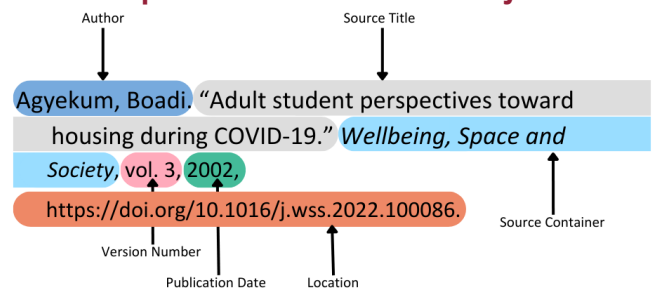 Author
Source Title
Agyekum, Boadi. “Adult student perspectives toward
housing during COVID-19.” Wellbeing, Space and
Society, vol. 3, 2002,
https://doi.org/10.1016/j.wss.2022.100086.
Source Container
Version Number
Publication Date
Location